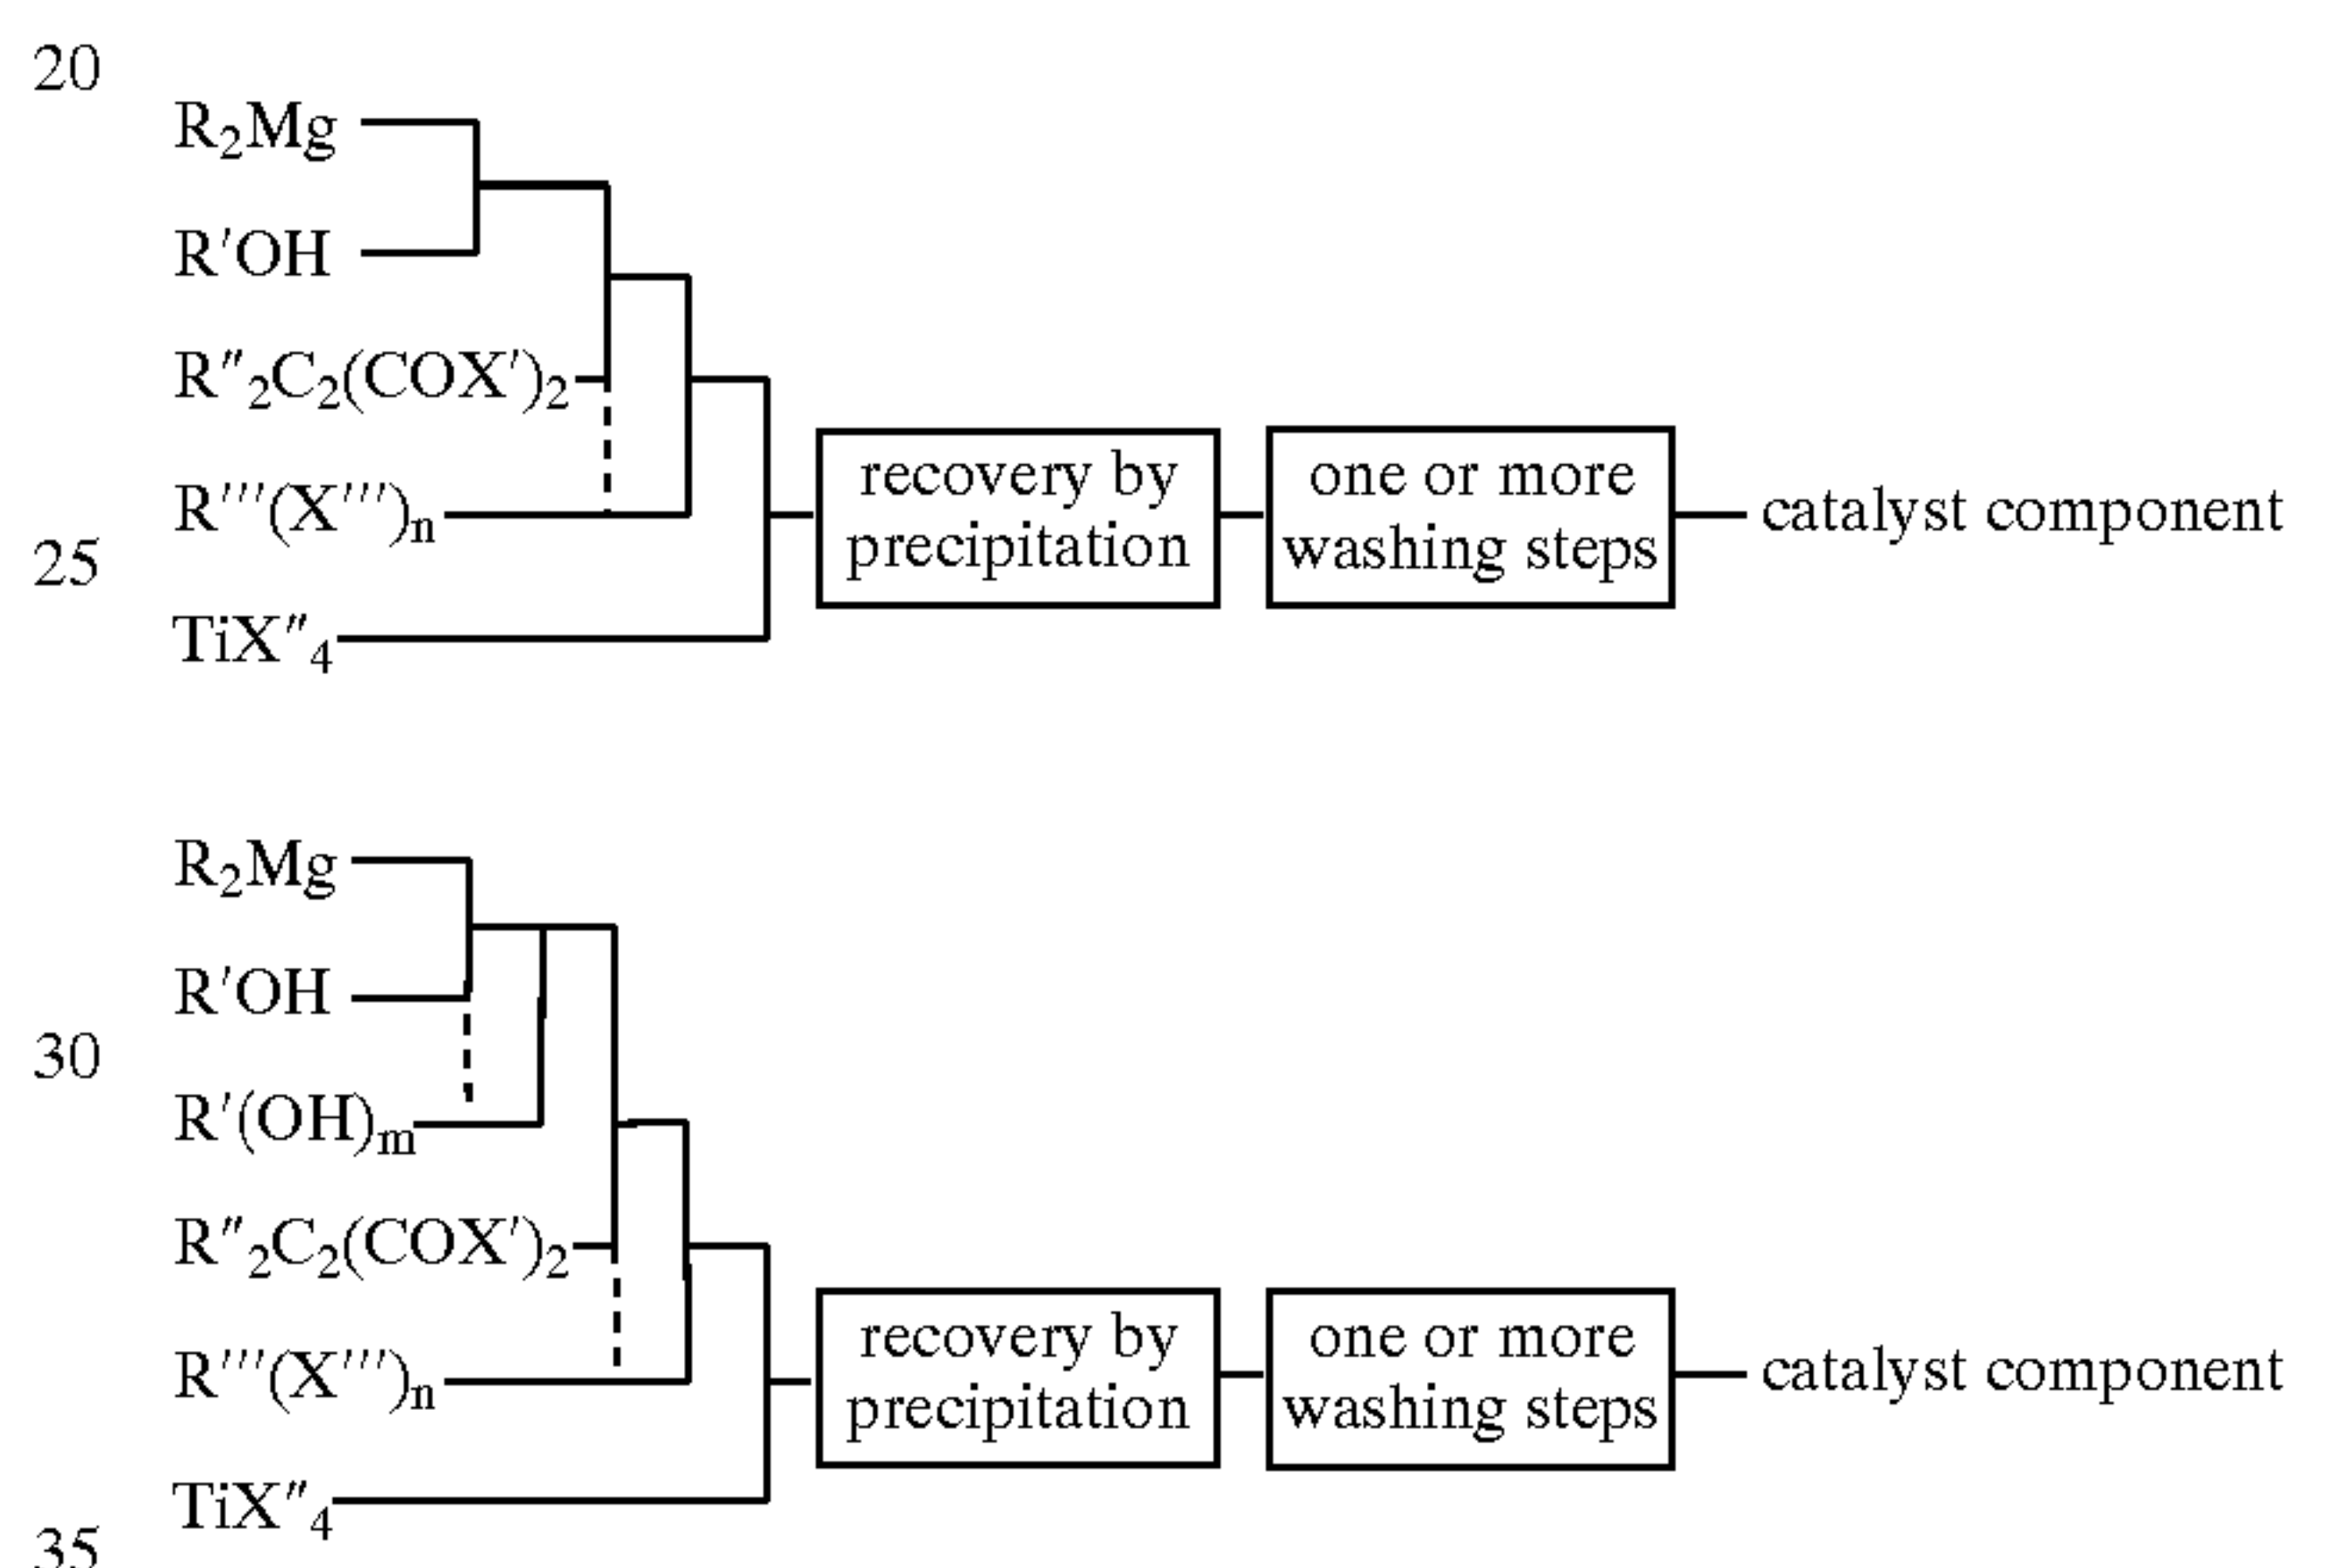 20
R₂Mg
R′OH
R″₂C₂(COX′)₂
R‴(X‴)ₙ
25
TiX″₄
recovery by
precipitation
one or more
washing steps
catalyst component
R₂Mg
R′OH
30
R′(OH)ₘ
R″₂C₂(COX′)₂
R‴(X‴)ₙ
TiX″₄
35
recovery by
precipitation
one or more
washing steps
catalyst component